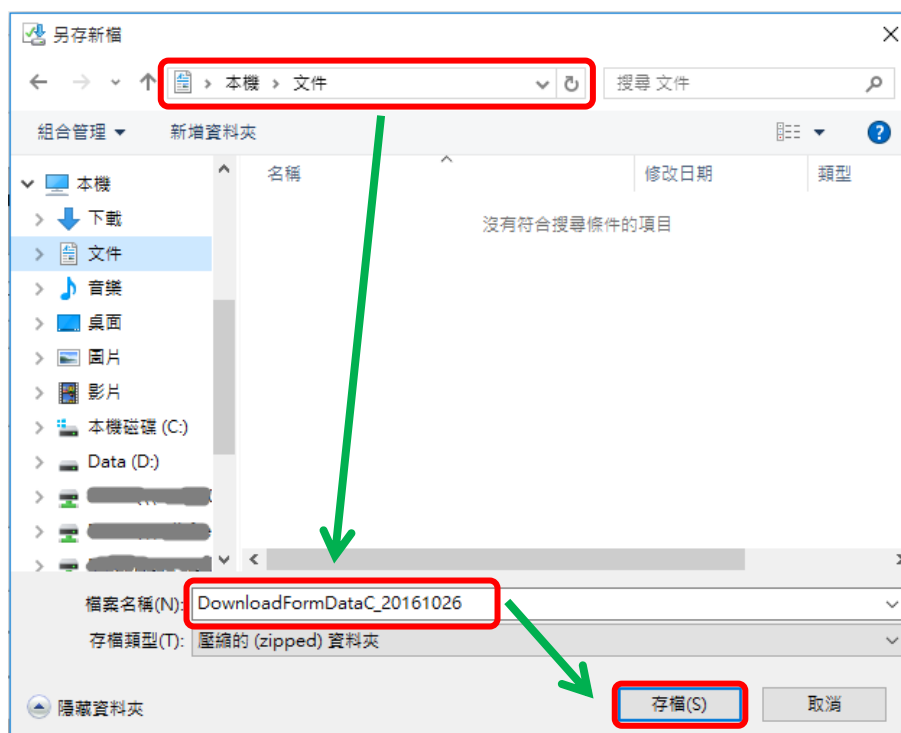 另存新檔
本機 › 文件
搜尋 文件
組合管理 新增資料夾
名稱 修改日期 類型
沒有符合搜尋條件的項目
本機
下載
文件
音樂
桌面
圖片
影片
本機磁碟 (C:)
Data (D:)
檔案名稱(N): DownloadFormDataC_20161026
存檔類型(T): 壓縮的 (zipped) 資料夾
隱藏資料夾 存檔(S) 取消